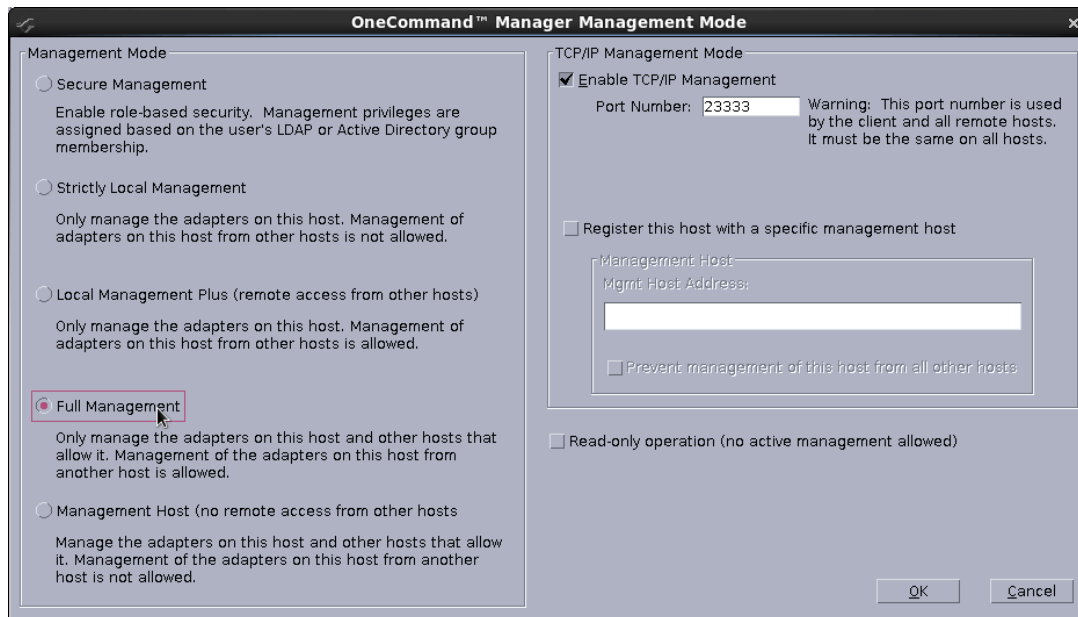 OneCommand™ Manager Management Mode
Management Mode
Secure Management
Enable role-based security. Management privileges are
assigned based on the user's LDAP or Active Directory group
membership.
Strictly Local Management
Only manage the adapters on this host. Management of
adapters on this host from other hosts is not allowed.
Local Management Plus (remote access from other hosts)
Only manage the adapters on this host. Management of
adapters on this host from other hosts is allowed.
Full Management
Only manage the adapters on this host and other hosts that
allow it. Management of the adapters on this host from
another host is allowed.
Management Host (no remote access from other hosts
Manage the adapters on this host and other hosts that allow
it. Management of the adapters on this host from another
host is not allowed.
TCP/IP Management Mode
Enable TCP/IP Management
Port Number: 23333
Warning: This port number is used
by the client and all remote hosts.
It must be the same on all hosts.
Register this host with a specific management host
Management Host
Mgmt Host Address:
Prevent management of this host from all other hosts
Read-only operation (no active management allowed)
OK
Cancel